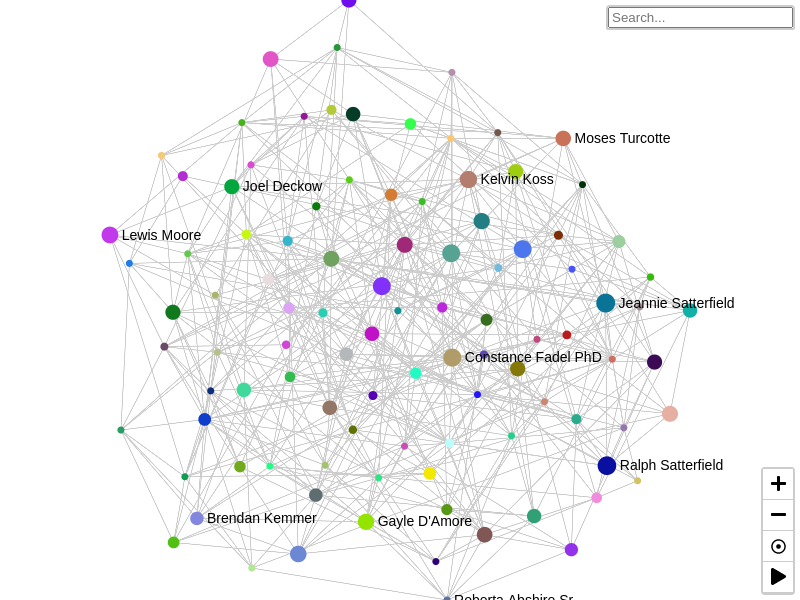 Search...
Moses Turcotte
Kelvin Koss
Joel Deckow
Lewis Moore
Jeannie Satterfield
Constance Fadel PhD
Ralph Satterfield
Brendan Kemmer
Gayle D'Amore
Roberta Abshire Sr.